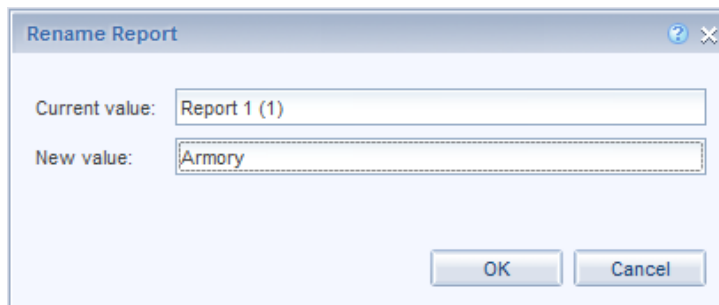 Rename Report
Current value: Report 1 (1)
New value: Armory
OK Cancel